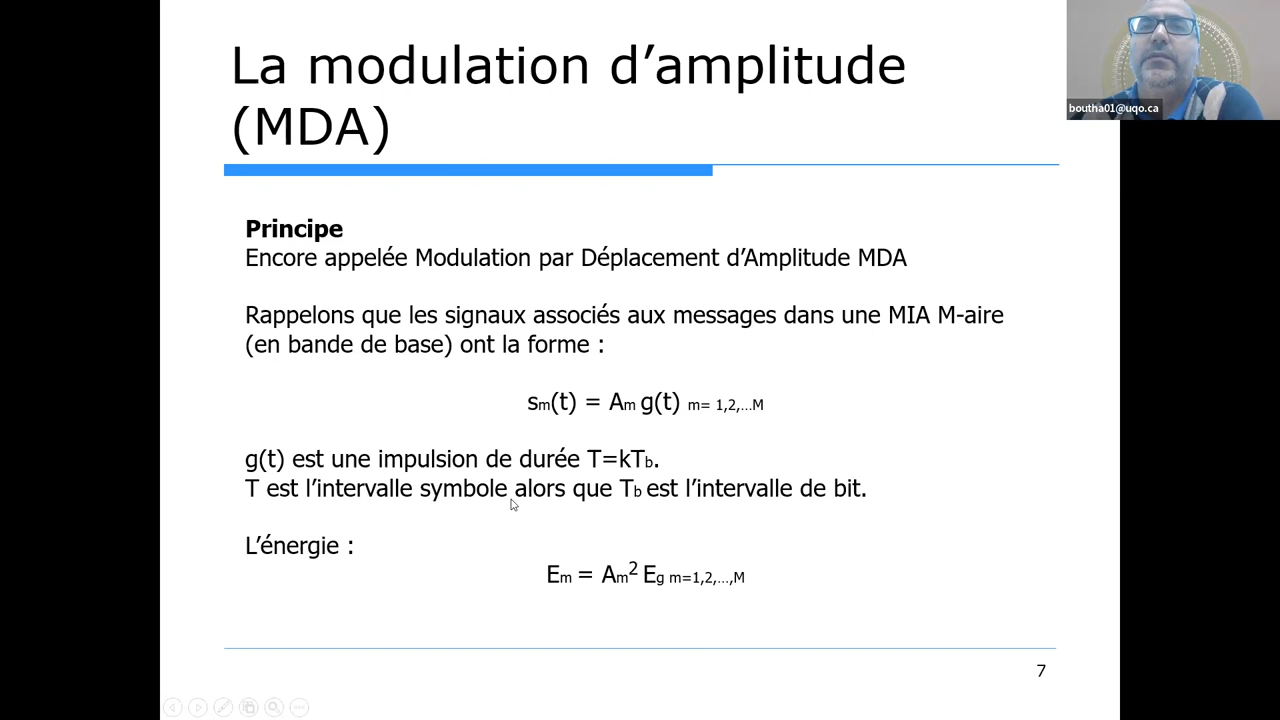 La modulation d’amplitude
(MDA)
boutha01@uqo.ca
Principe
Encore appelée Modulation par Déplacement d’Amplitude MDA
Rappelons que les signaux associés aux messages dans une MIA M-aire
(en bande de base) ont la forme :
sm(t) = Am g(t) m= 1,2,…M
g(t) est une impulsion de durée T=kTb.
T est l’intervalle symbole alors que Tb est l’intervalle de bit.
L’énergie :
Em = Am2 Eg m=1,2,…,M
7